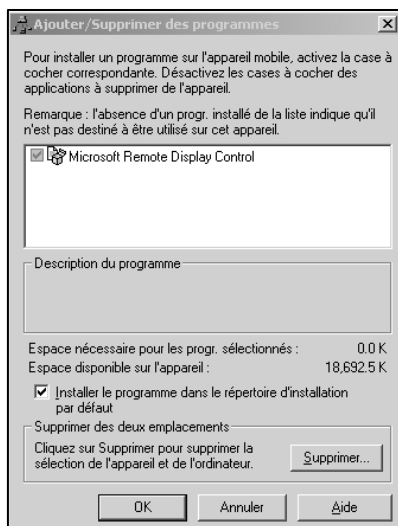 Ajouter/Supprimer des programmes
Pour installer un programme sur l'appareil mobile, activez la case à
cocher correspondante. Désactivez les cases à cocher des
applications à supprimer de l'appareil.
Remarque : l'absence d'un progr. installé de la liste indique qu'il
n'est pas destiné à être utilisé sur cet appareil.
Microsoft Remote Display Control
Description du programme
Espace nécessaire pour les progr. sélectionnés : 0.0 K
Espace disponible sur l'appareil : 18,692.5 K
Installer le programme dans le répertoire d'installation
par défaut
Supprimer des deux emplacements
Cliquez sur Supprimer pour supprimer la
sélection de l'appareil et de l'ordinateur.
Supprimer...
OK Annuler Aide